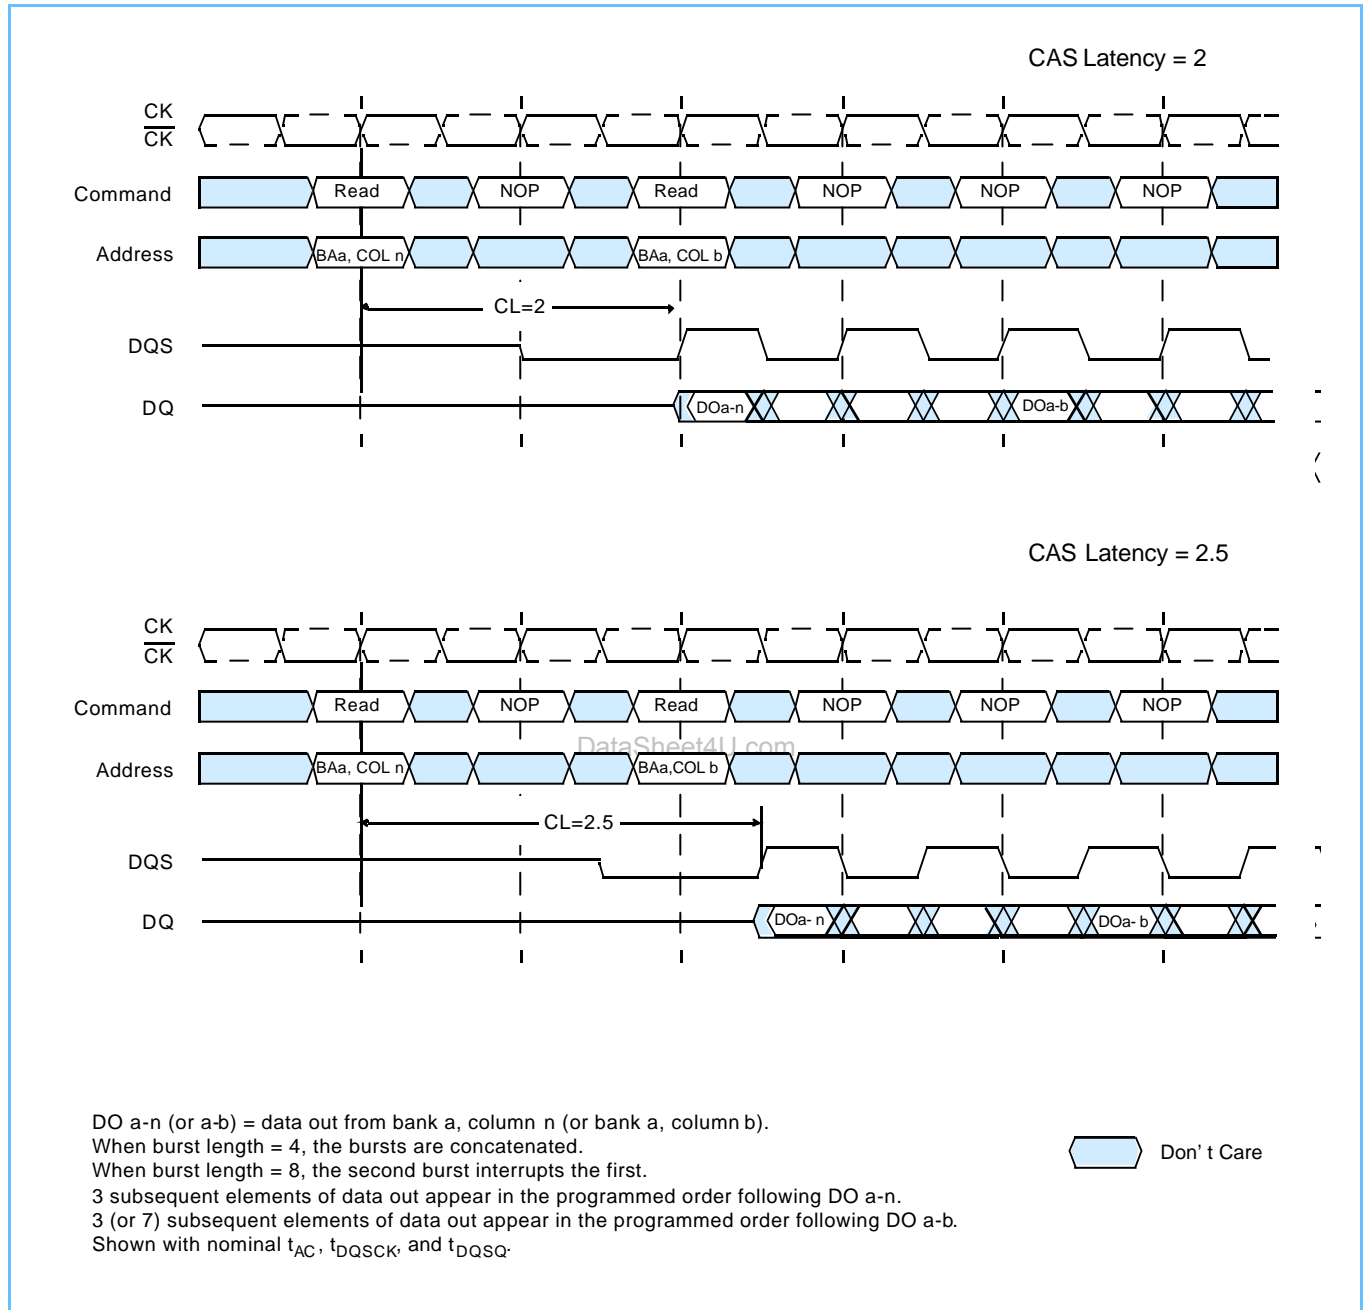 CAS Latency = 2
CK
CK
Command Read NOP Read NOP NOP NOP
Address BAa, COL n BAa, COL b
CL=2
DQS
DQ DOa-n DOa-b
CAS Latency = 2.5
CK
CK
Command Read NOP Read NOP NOP NOP
DataSheet4U.com
Address BAa, COL n BAa,COL b
CL=2.5
DQS
DQ DOa- n DOa- b
DO a-n (or a-b) = data out from bank a, column n (or bank a, column b).
When burst length = 4, the bursts are concatenated.
When burst length = 8, the second burst interrupts the first.
3 subsequent elements of data out appear in the programmed order following DO a-n.
3 (or 7) subsequent elements of data out appear in the programmed order following DO a-b.
Shown with nominal tAC, tDQSCK, and tDQSQ.
Don' t Care